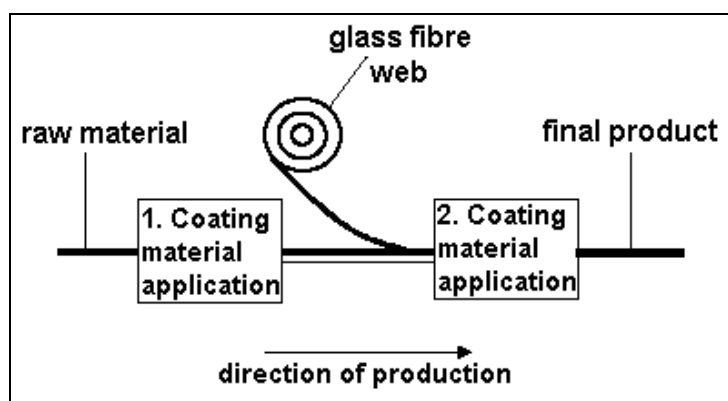 glass fibre
web
raw material
final product
1. Coating
material
application
2. Coating
material
application
direction of production